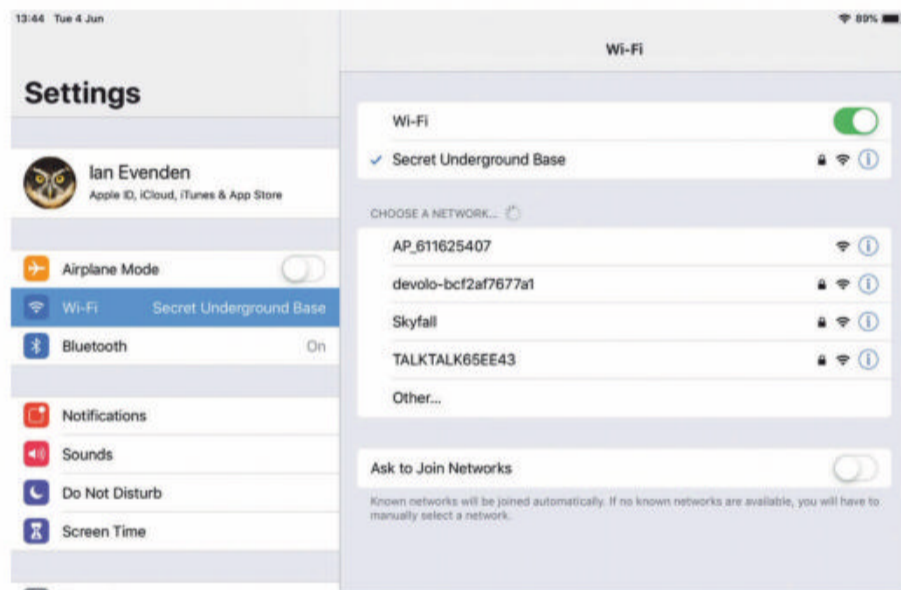 13:44 Tue 4 Jun
89%
Settings
Ian Evenden
Apple ID, iCloud, iTunes & App Store
Airplane Mode
Wi-Fi Secret Underground Base
Bluetooth On
Notifications
Sounds
Do Not Disturb
Screen Time
Wi-Fi
Wi-Fi
Secret Underground Base
CHOOSE A NETWORK...
AP_611625407
devolo-bcf2af7677a1
Skyfall
TALKTALK65EE43
Other...
Ask to Join Networks
Known networks will be joined automatically. If no known networks are available, you will have to
manually select a network.